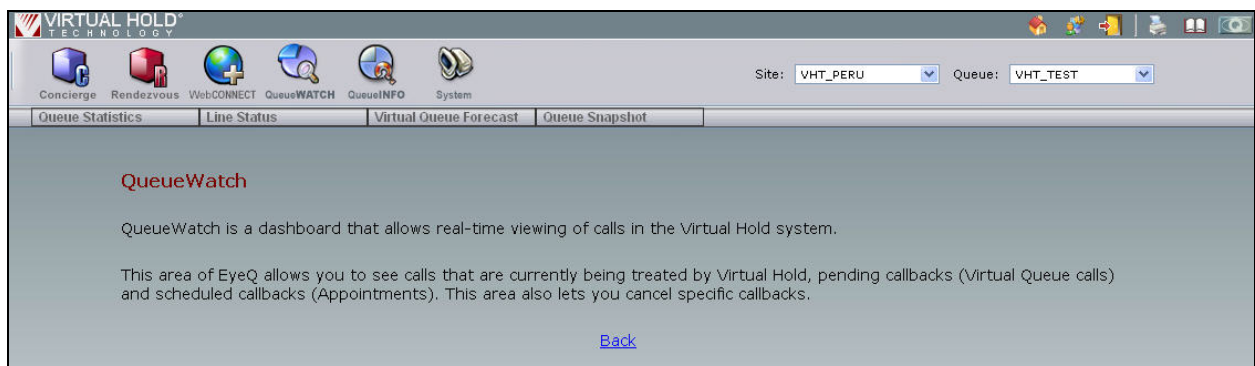 VIRTUAL HOLD®
TECHNOLOGY
Concierge Rendezvous WebCONNECT QueueWATCH QueueINFO System Site: VHT_PERU Queue: VHT_TEST
Queue Statistics Line Status Virtual Queue Forecast Queue Snapshot
QueueWatch
QueueWatch is a dashboard that allows real-time viewing of calls in the Virtual Hold system.
This area of EyeQ allows you to see calls that are currently being treated by Virtual Hold, pending callbacks (Virtual Queue calls)
and scheduled callbacks (Appointments). This area also lets you cancel specific callbacks.
Back